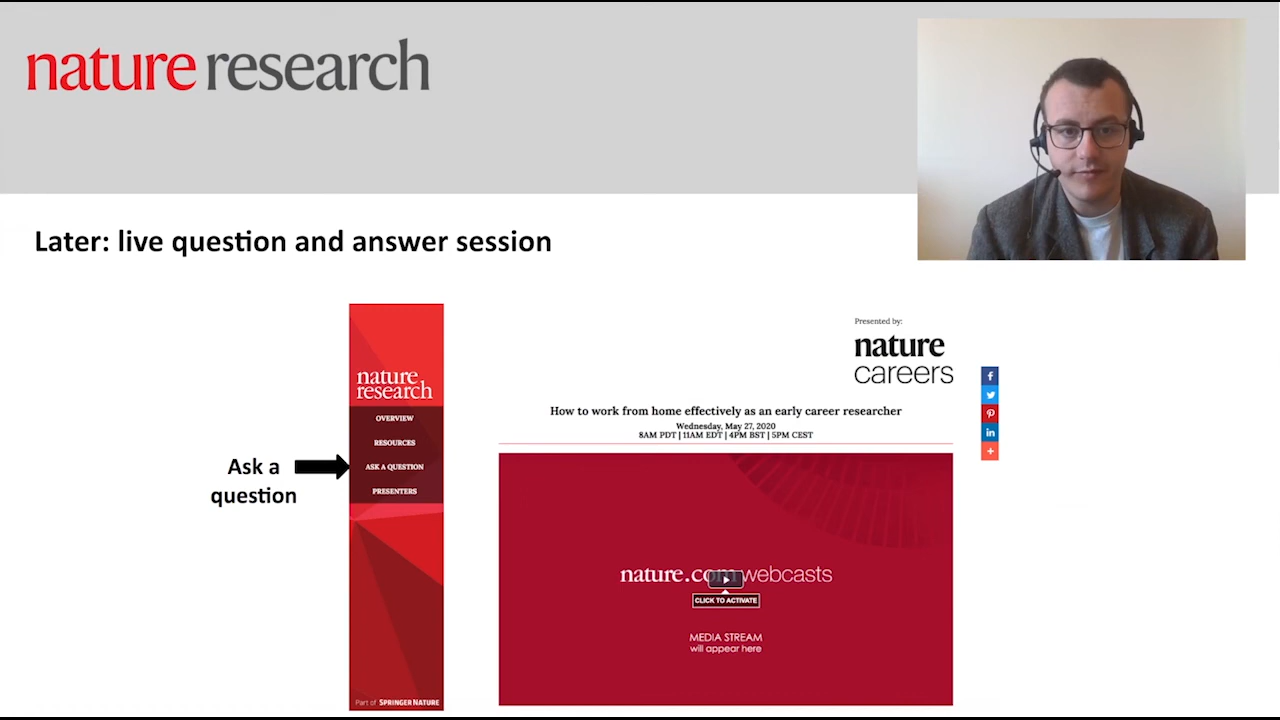 nature research
Later: live question and answer session
Ask a
question
nature
research
OVERVIEW
RESOURCES
ASK A QUESTION
PRESENTERS
Part of SPRINGER NATURE
Presented by:
nature
careers
How to work from home effectively as an early career researcher
Wednesday, May 27, 2020
8AM PDT | 11AM EDT | 4PM BST | 5PM CEST
nature.com webcasts
CLICK TO ACTIVATE
MEDIA STREAM
will appear here